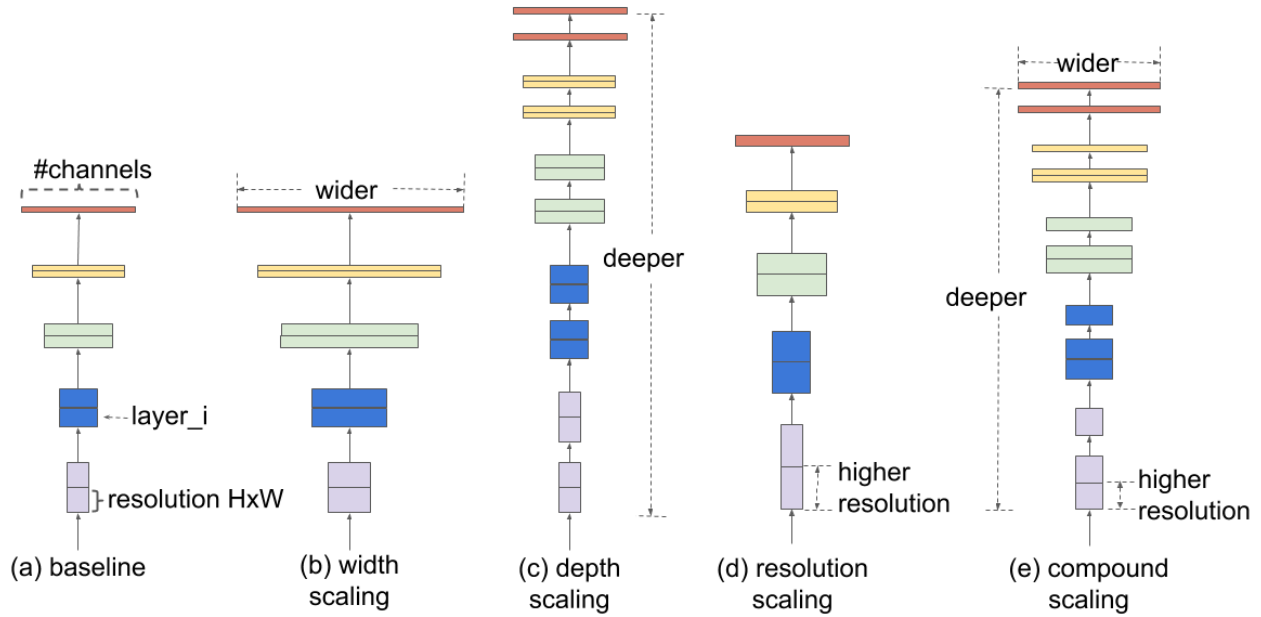 #channels
layer_i
resolution HxW
(a) baseline
wider
(b) width
scaling
deeper
(c) depth
scaling
higher
resolution
(d) resolution
scaling
wider
deeper
higher
resolution
(e) compound
scaling